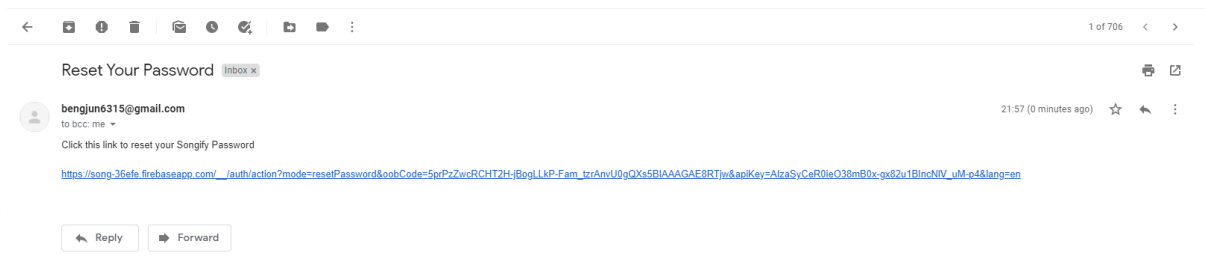 1 of 706
Reset Your Password Inbox x
bengjun6315@gmail.com 21:57 (0 minutes ago)
to bcc: me
Click this link to reset your Songify Password
https://song-36efe.firebaseapp.com/__/auth/action?mode=resetPassword&oobCode=5prPzZwcRCHT2H-jBogLLkP-Fam_tzrAnvU0gQXs5BIAAAGAE8RTjw&apiKey=AIzaSyCeR0ieO38mB0x-gx82u1BIncNlV_uM-p4&lang=en
Reply Forward